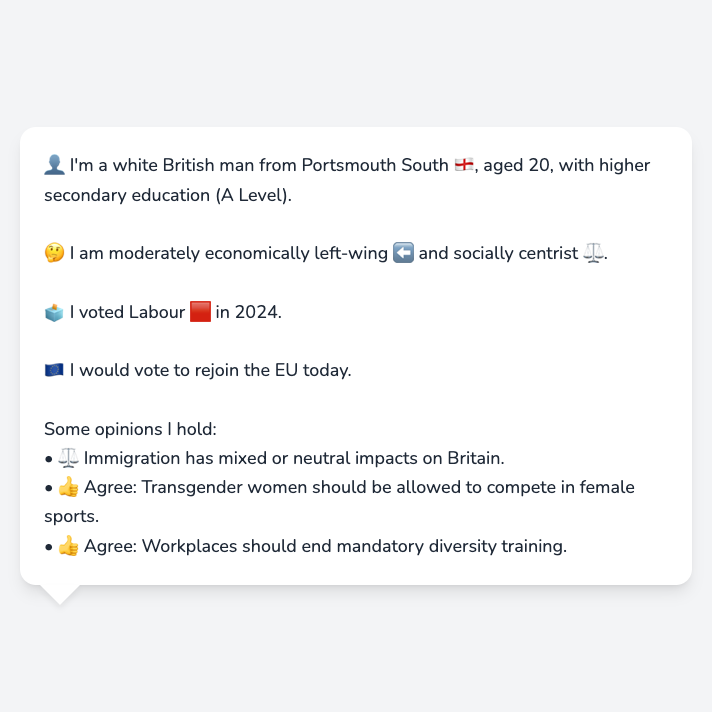 👤 I'm a white British man from Portsmouth South 🏴󠁧󠁢󠁥󠁮󠁧󠁿, aged 20, with higher
secondary education (A Level).
🤔 I am moderately economically left-wing ⬅️ and socially centrist ⚖️.
🗳️ I voted Labour 🟥 in 2024.
🇪🇺 I would vote to rejoin the EU today.
Some opinions I hold:
• ⚖️ Immigration has mixed or neutral impacts on Britain.
• 👍 Agree: Transgender women should be allowed to compete in female
sports.
• 👍 Agree: Workplaces should end mandatory diversity training.